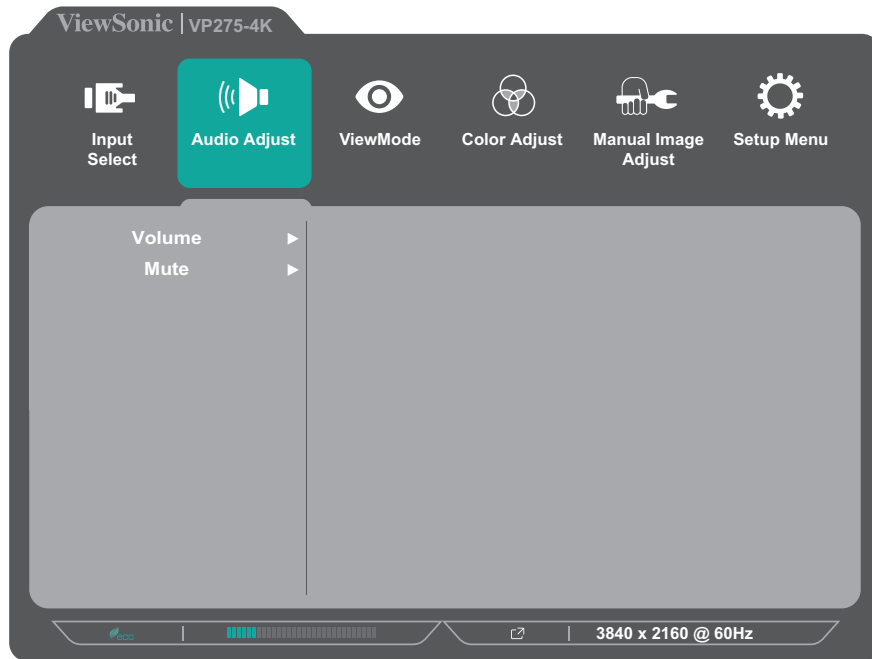 ViewSonic | VP275-4K
Input
Select
Audio Adjust
ViewMode
Color Adjust
Manual Image
Adjust
Setup Menu
Volume ►
Mute ►
eco | 3840 x 2160 @ 60Hz